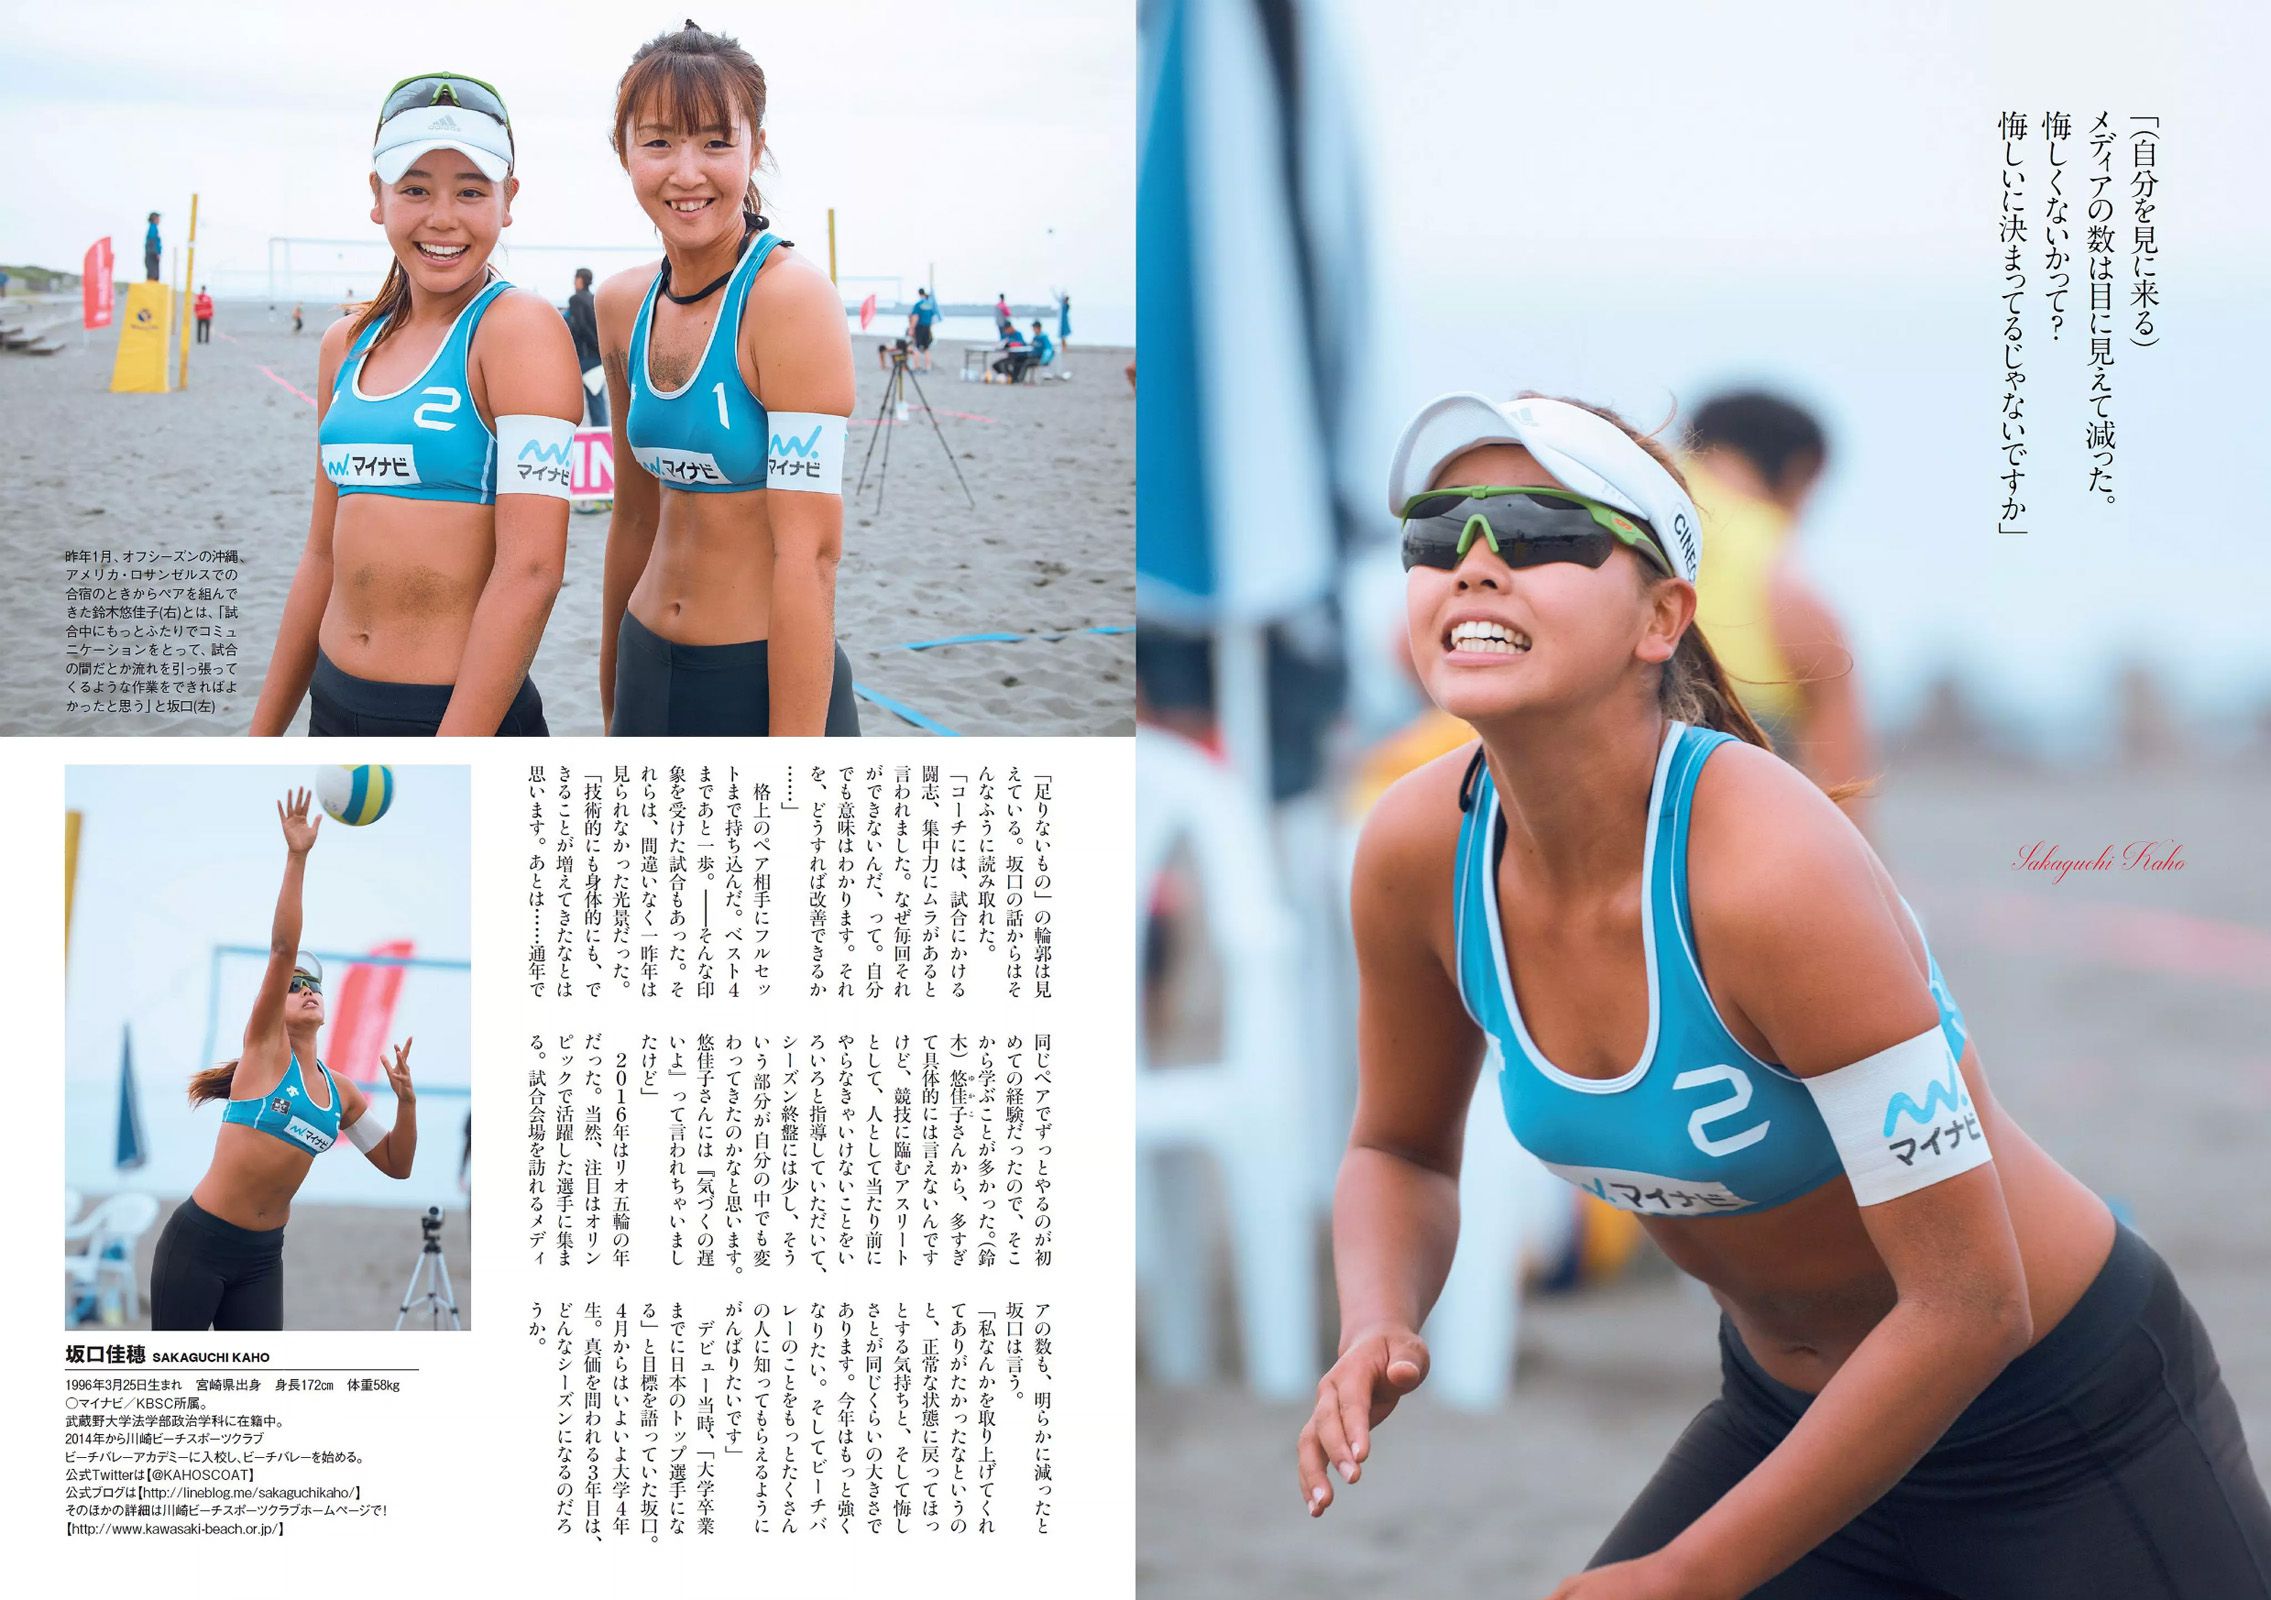 「(自分を見に来る)
メディアの数は目に見えて減った。
悔しくないかって?
悔しいに決まってるじゃないですか」
Sakaguchi Kaho
adidas
2
1
マイナビ
マイナビ
マイナビ
マイナビ
昨年1月、オフシーズンの沖縄、
アメリカ・ロサンゼルスでの
合宿のときからペアを組んで
きた鈴木悠佳子(右)とは、「試
合中にもっとふたりでコミュ
ニケーションをとって、試合
の間だとか流れを引っ張って
くるような作業をできればよ
かったと思う」と坂口(左)
「足りないもの」の輪郭は見
えている。坂口の話からはそ
んなふうに読み取れた。
「コーチには、試合にかける
闘志、集中力にムラがあると
言われました。なぜ毎回それ
ができないんだ、って。自分
でも意味はわかります。それ
を、どうすれば改善できるか
……」
格上のペア相手にフルセッ
トまで持ち込んだ。ベスト4
まであと一歩。――そんな印
象を受けた試合もあった。そ
れらは、間違いなく一昨年は
見られなかった光景だった。
「技術的にも身体的にも、で
きることが増えてきたなとは
思います。あとは……通年で
同じペアでずっとやるのが初
めての経験だったので、そこ
から学ぶことが多かった。(鈴
木)悠佳子さんから、多すぎ
ゆかこ
て具体的には言えないんです
けど、競技に臨むアスリート
として、人として当たり前に
やらなきゃいけないことをい
ろいろと指導していただいて、
シーズン終盤には少し、そう
いう部分が自分の中でも変
わってきたのかなと思います。
悠佳子さんには『気づくの遅
いよ』って言われちゃいまし
たけど」
2016年はリオ五輪の年
だった。当然、注目はオリン
ピックで活躍した選手に集ま
る。試合会場を訪れるメディ
アの数も、明らかに減ったと
坂口は言う。
「私なんかを取り上げてくれ
てありがたかったなというの
と、正常な状態に戻ってほっ
とする気持ちと、そして悔し
さとが同じくらいの大きさで
あります。今年はもっと強く
なりたい。そしてビーチバ
レーのことをもっとたくさん
の人に知ってもらえるように
がんばりたいです」
デビュー当時、「大学卒業
までに日本のトップ選手にな
る」と目標を語っていた坂口。
4月からはいよいよ大学4年
生。真価を問われる3年目は、
どんなシーズンになるのだろ
うか。
マイナビ
坂口佳穂 SAKAGUCHI KAHO
1996年3月25日生まれ 宮崎県出身 身長172cm 体重58kg
○マイナビ/KBSC所属。
武蔵野大学法学部政治学科に在籍中。
2014年から川崎ビーチスポーツクラブ
ビーチバレーアカデミーに入校し、ビーチバレーを始める。
公式Twitterは【@KAHOSCOAT】
公式ブログは【http://lineblog.me/sakaguchikaho/】
そのほかの詳細は川崎ビーチスポーツクラブホームページで!
【http://www.kawasaki-beach.or.jp/】
2
マイナビ
マイナビ